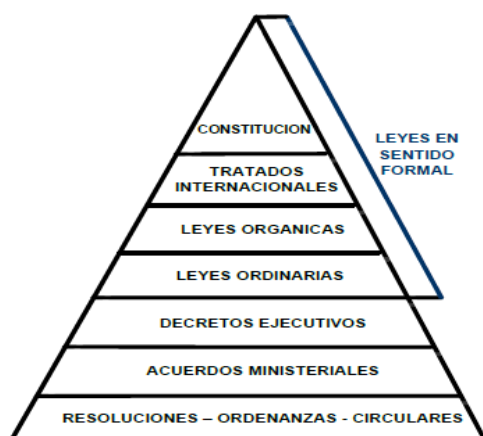 CONSTITUCION
LEYES EN
SENTIDO
FORMAL
TRATADOS
INTERNACIONALES
LEYES ORGANICAS
LEYES ORDINARIAS
DECRETOS EJECUTIVOS
ACUERDOS MINISTERIALES
RESOLUCIONES – ORDENANZAS - CIRCULARES